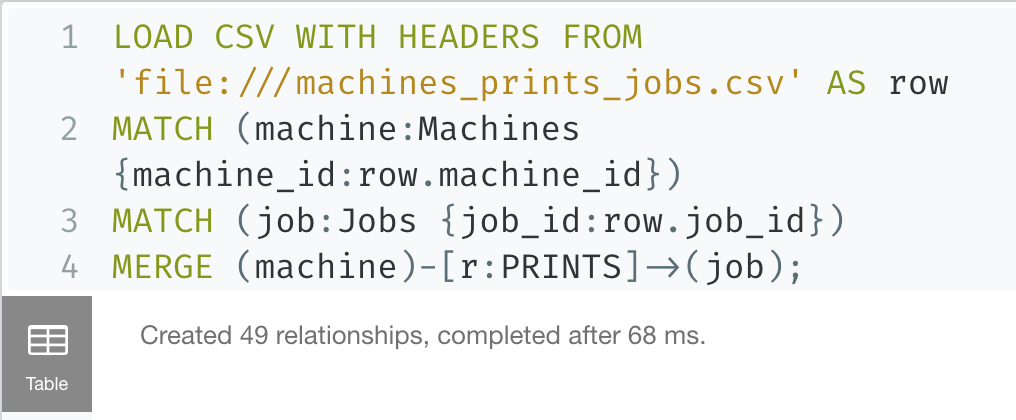 1 LOAD CSV WITH HEADERS FROM
'file:///machines_prints_jobs.csv' AS row
2 MATCH (machine:Machines
{machine_id:row.machine_id})
3 MATCH (job:Jobs {job_id:row.job_id})
4 MERGE (machine)-[r:PRINTS]->(job);
Created 49 relationships, completed after 68 ms.
Table